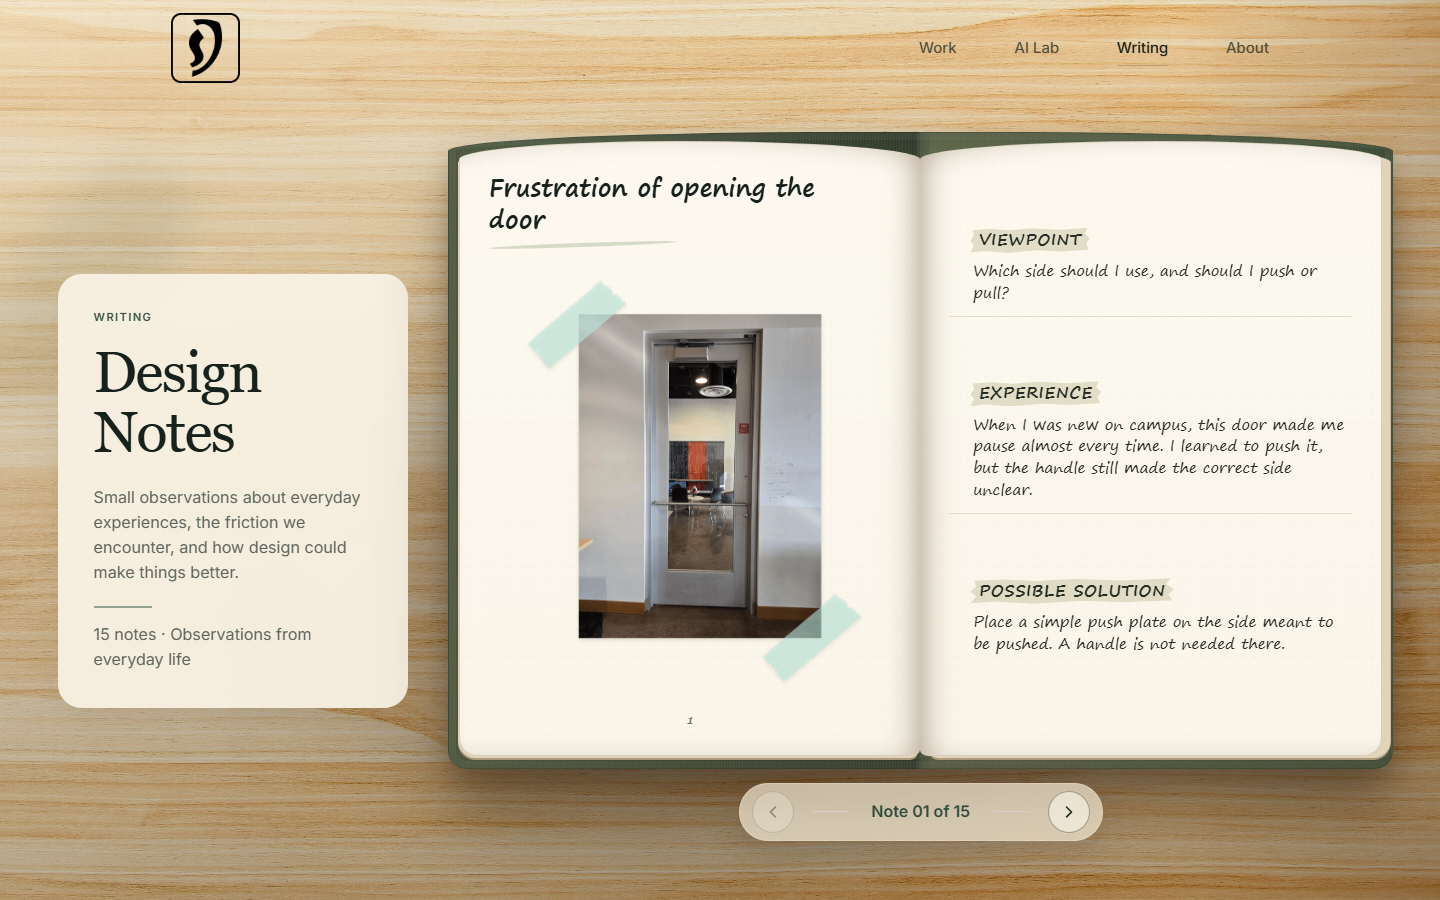 Work
AI Lab
Writing
About
WRITING
Design
Notes
Small observations about everyday
experiences, the friction we
encounter, and how design could
make things better.
15 notes · Observations from
everyday life
Frustration of opening the
door
1
VIEWPOINT
Which side should I use, and should I push or
pull?
EXPERIENCE
When I was new on campus, this door made me
pause almost every time. I learned to push it,
but the handle still made the correct side
unclear.
POSSIBLE SOLUTION
Place a simple push plate on the side meant to
be pushed. A handle is not needed there.
Note 01 of 15